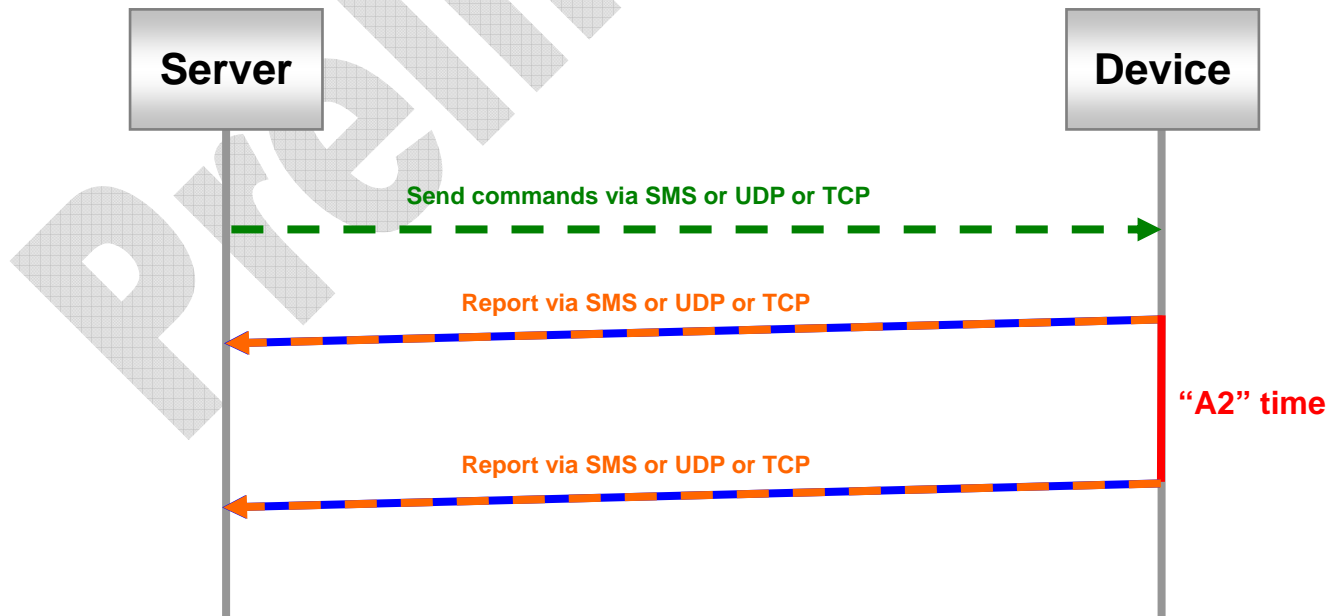 Server
Device
Send commands via SMS or UDP or TCP
Report via SMS or UDP or TCP
“A2” time
Report via SMS or UDP or TCP